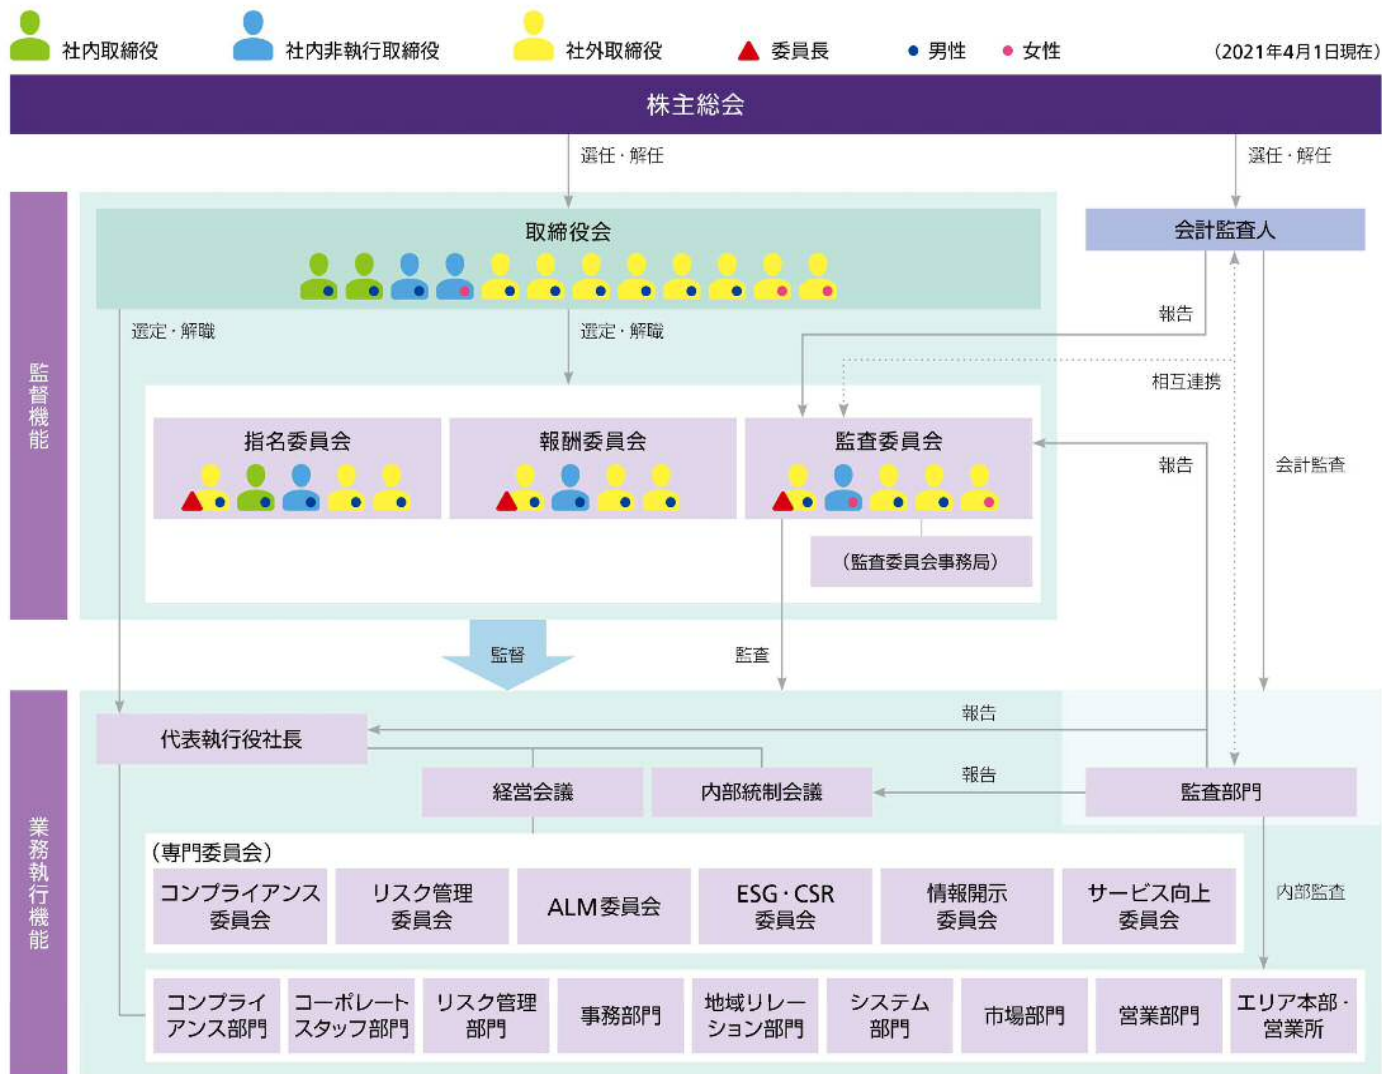 社内取締役
社内非執行取締役
社外取締役
委員長
男性
女性
（2021年4月1日現在）
株主総会
選任・解任
選任・解任
監督機能
取締役会
会計監査人
選定・解職
選定・解職
報告
相互連携
指名委員会
報酬委員会
監査委員会
報告
会計監査
（監査委員会事務局）
監督
監査
業務執行機能
代表執行役社長
報告
経営会議
内部統制会議
報告
監査部門
（専門委員会）
コンプライアンス
委員会
リスク管理
委員会
ALM委員会
ESG・CSR
委員会
情報開示
委員会
サービス向上
委員会
内部監査
コンプライ
アンス部門
コーポレート
スタッフ部門
リスク管理
部門
事務部門
地域リレー
ション部門
システム
部門
市場部門
営業部門
エリア本部・
営業所